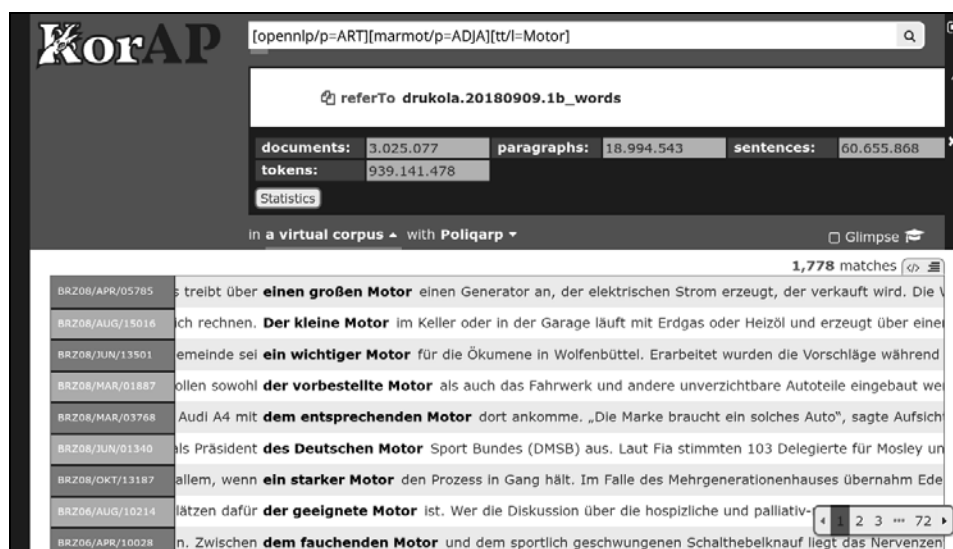 KorAP
[opennlp/p=ART][marmot/p=ADJA][tt/l=Motor]
referTo drukola.20180909.1b_words
documents: 3.025.077 paragraphs: 18.994.543 sentences: 60.655.868
tokens: 939.141.478
Statistics
in a virtual corpus with Poliqarp Glimpse
1,778 matches
BRZ08/APR/05785 s treibt über einen großen Motor einen Generator an, der elektrischen Strom erzeugt, der verkauft wird. Die
BRZ08/AUG/15016 ich rechnen. Der kleine Motor im Keller oder in der Garage läuft mit Erdgas oder Heizöl und erzeugt über eine
BRZ08/JUN/13501 emeinde sei ein wichtiger Motor für die Ökumene in Wolfenbüttel. Erarbeitet wurden die Vorschläge während
BRZ08/MAR/01887 ollen sowohl der vorbestellte Motor als auch das Fahrwerk und andere unverzichtbare Autoteile eingebaut we
BRZ08/MAR/03768 Audi A4 mit dem entsprechenden Motor dort ankomme. „Die Marke braucht ein solches Auto“, sagte Aufsich
BRZ08/JUN/01340 als Präsident des Deutschen Motor Sport Bundes (DMSB) aus. Laut Fia stimmten 103 Delegierte für Mosley un
BRZ08/OKT/13187 allem, wenn ein starker Motor den Prozess in Gang hält. Im Falle des Mehrgenerationenhauses übernahm Ede
BRZ06/AUG/10214 lätzen dafür der geeignete Motor ist. Wer die Diskussion über die hospizliche und palliativ-
1 2 3 ··· 72
BRZ06/APR/10028 n. Zwischen dem fauchenden Motor und dem sportlich geschwungenen Schalthebelknauf liegt das Nervenzen